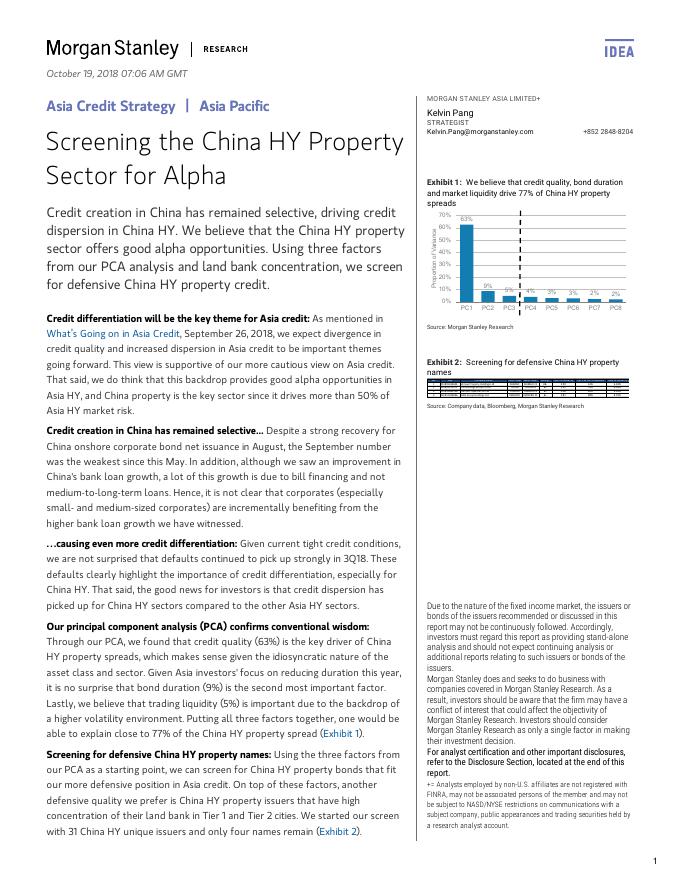 Morgan Stanley | RESEARCH
IDEA
October 19, 2018 07:06 AM GMT
Asia Credit Strategy | Asia Pacific
Screening the China HY Property
Sector for Alpha
Credit creation in China has remained selective, driving credit
dispersion in China HY. We believe that the China HY property
sector offers good alpha opportunities. Using three factors
from our PCA analysis and land bank concentration, we screen
for defensive China HY property credit.
Credit differentiation will be the key theme for Asia credit: As mentioned in
What's Going on in Asia Credit, September 26, 2018, we expect divergence in
credit quality and increased dispersion in Asia credit to be important themes
going forward. This view is supportive of our more cautious view on Asia credit.
That said, we do think that this backdrop provides good alpha opportunities in
Asia HY, and China property is the key sector since it drives more than 50% of
Asia HY market risk.
Credit creation in China has remained selective... Despite a strong recovery for
China onshore corporate bond net issuance in August, the September number
was the weakest since this May. In addition, although we saw an improvement in
China's bank loan growth, a lot of this growth is due to bill financing and not
medium-to-long-term loans. Hence, it is not clear that corporates (especially
small- and medium-sized corporates) are incrementally benefiting from the
higher bank loan growth we have witnessed.
...causing even more credit differentiation: Given current tight credit conditions,
we are not surprised that defaults continued to pick up strongly in 3Q18. These
defaults clearly highlight the importance of credit differentiation, especially for
China HY. That said, the good news for investors is that credit dispersion has
picked up for China HY sectors compared to the other Asia HY sectors.
Our principal component analysis (PCA) confirms conventional wisdom:
Through our PCA, we found that credit quality (63%) is the key driver of China
HY property spreads, which makes sense given the idiosyncratic nature of the
asset class and sector. Given Asia investors' focus on reducing duration this year,
it is no surprise that bond duration (9%) is the second most important factor.
Lastly, we believe that trading liquidity (5%) is important due to the backdrop of
a higher volatility environment. Putting all three factors together, one would be
able to explain close to 77% of the China HY property spread (Exhibit 1).
Screening for defensive China HY property names: Using the three factors from
our PCA as a starting point, we can screen for China HY property bonds that fit
our more defensive position in Asia credit. On top of these factors, another
defensive quality we prefer is China HY property issuers that have high
concentration of their land bank in Tier 1 and Tier 2 cities. We started our screen
with 31 China HY unique issuers and only four names remain (Exhibit 2).
MORGAN STANLEY ASIA LIMITED+
Kelvin Pang
STRATEGIST
Kelvin.Pang@morganstanley.com +852 2848-8204
Exhibit 1: We believe that credit quality, bond duration
and market liquidity drive 77% of China HY property
spreads
Proportion of Variance
70%
60%
50%
40%
30%
20%
10%
0%
63%
9%
5%
4%
3%
3%
2%
2%
PC1 PC2 PC3 PC4 PC5 PC6 PC7 PC8
Source: Morgan Stanley Research
Exhibit 2: Screening for defensive China HY property
names
Source: Company data, Bloomberg, Morgan Stanley Research
Due to the nature of the fixed income market, the issuers or
bonds of the issuers recommended or discussed in this
report may not be continuously followed. Accordingly,
investors must regard this report as providing stand-alone
analysis and should not expect continuing analysis or
additional reports relating to such issuers or bonds of the
issuers.
Morgan Stanley does and seeks to do business with
companies covered in Morgan Stanley Research. As a
result, investors should be aware that the firm may have a
conflict of interest that could affect the objectivity of
Morgan Stanley Research. Investors should consider
Morgan Stanley Research as only a single factor in making
their investment decision.
For analyst certification and other important disclosures,
refer to the Disclosure Section, located at the end of this
report.
+= Analysts employed by non-U.S. affiliates are not registered with
FINRA, may not be associated persons of the member and may not
be subject to NASD/NYSE restrictions on communications with a
subject company, public appearances and trading securities held by
a research analyst account.
1